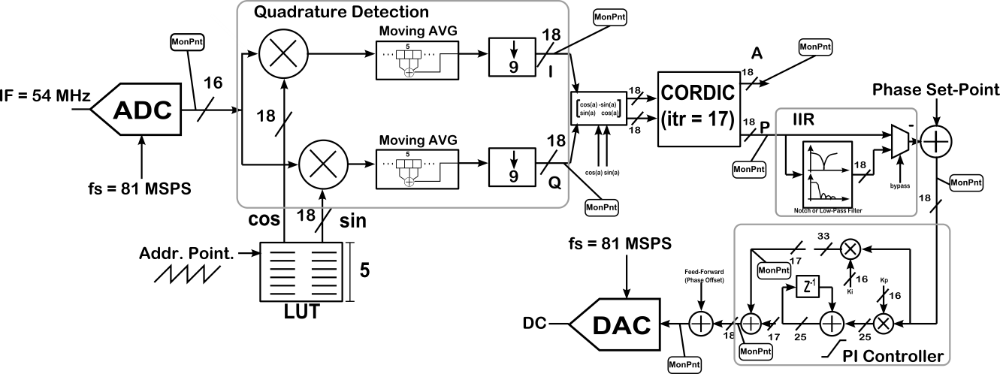 Quadrature Detection
MonPnt
IF = 54 MHz
ADC
16
fs = 81 MSPS
18
cos
18
sin
Addr. Point.
LUT
5
Moving AVG
5
9
18
I
MonPnt
Moving AVG
5
9
18
Q
MonPnt
cos(a) -sin(a)
sin(a) cos(a)
cos(a) sin(a)
18
18
CORDIC
(itr = 17)
18
A
MonPnt
18
P
MonPnt
IIR
18
Notch or Low-Pass Filter
bypass
Phase Set-Point
-
MonPnt
18
33
17
MonPnt
16
Ki
Kp
16
Z-1
25
25
17
PI Controller
18
MonPnt
Feed-Forward
(Phase Offset)
MonPnt
fs = 81 MSPS
DAC
DC